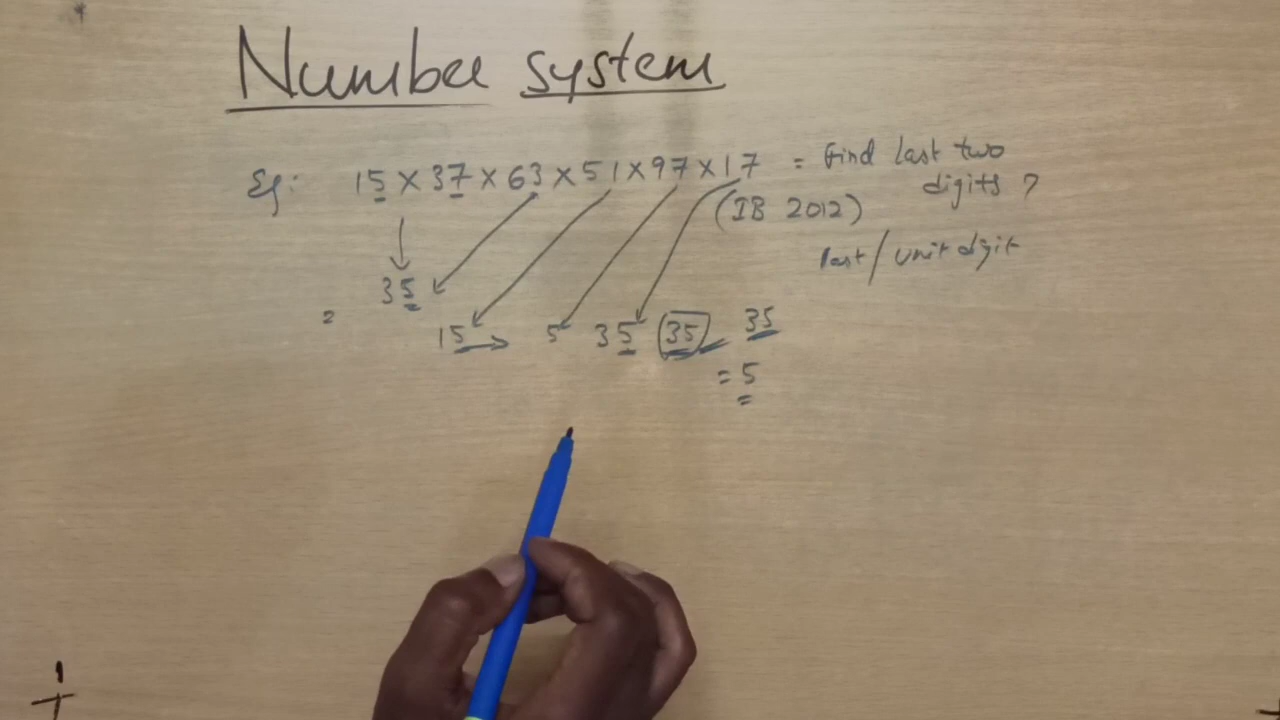 Number system
Eg: 15 × 37 × 63 × 51 × 97 × 17 = Find last two
digits ?
(IB 2012)
last / unit digit
35
=
15 5 35 35 35
= 5